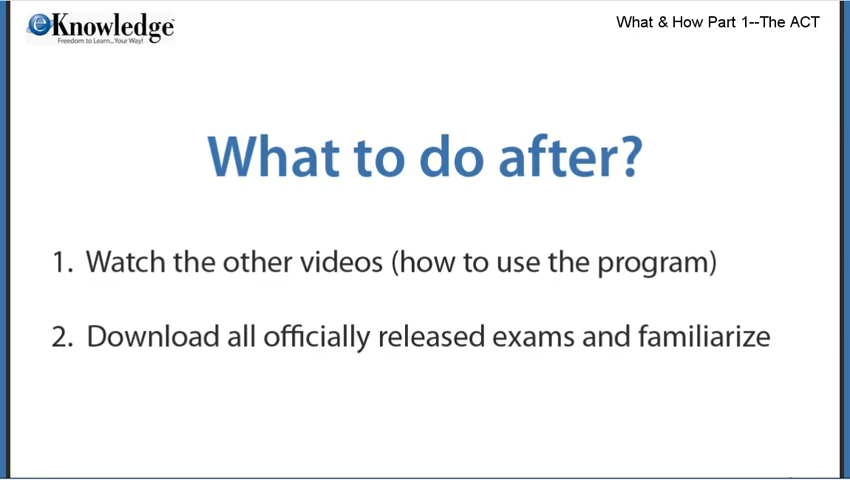 eKnowledge™
Freedom to Learn...Your Way!
What & How Part 1--The ACT
What to do after?
1. Watch the other videos (how to use the program)
2. Download all officially released exams and familiarize